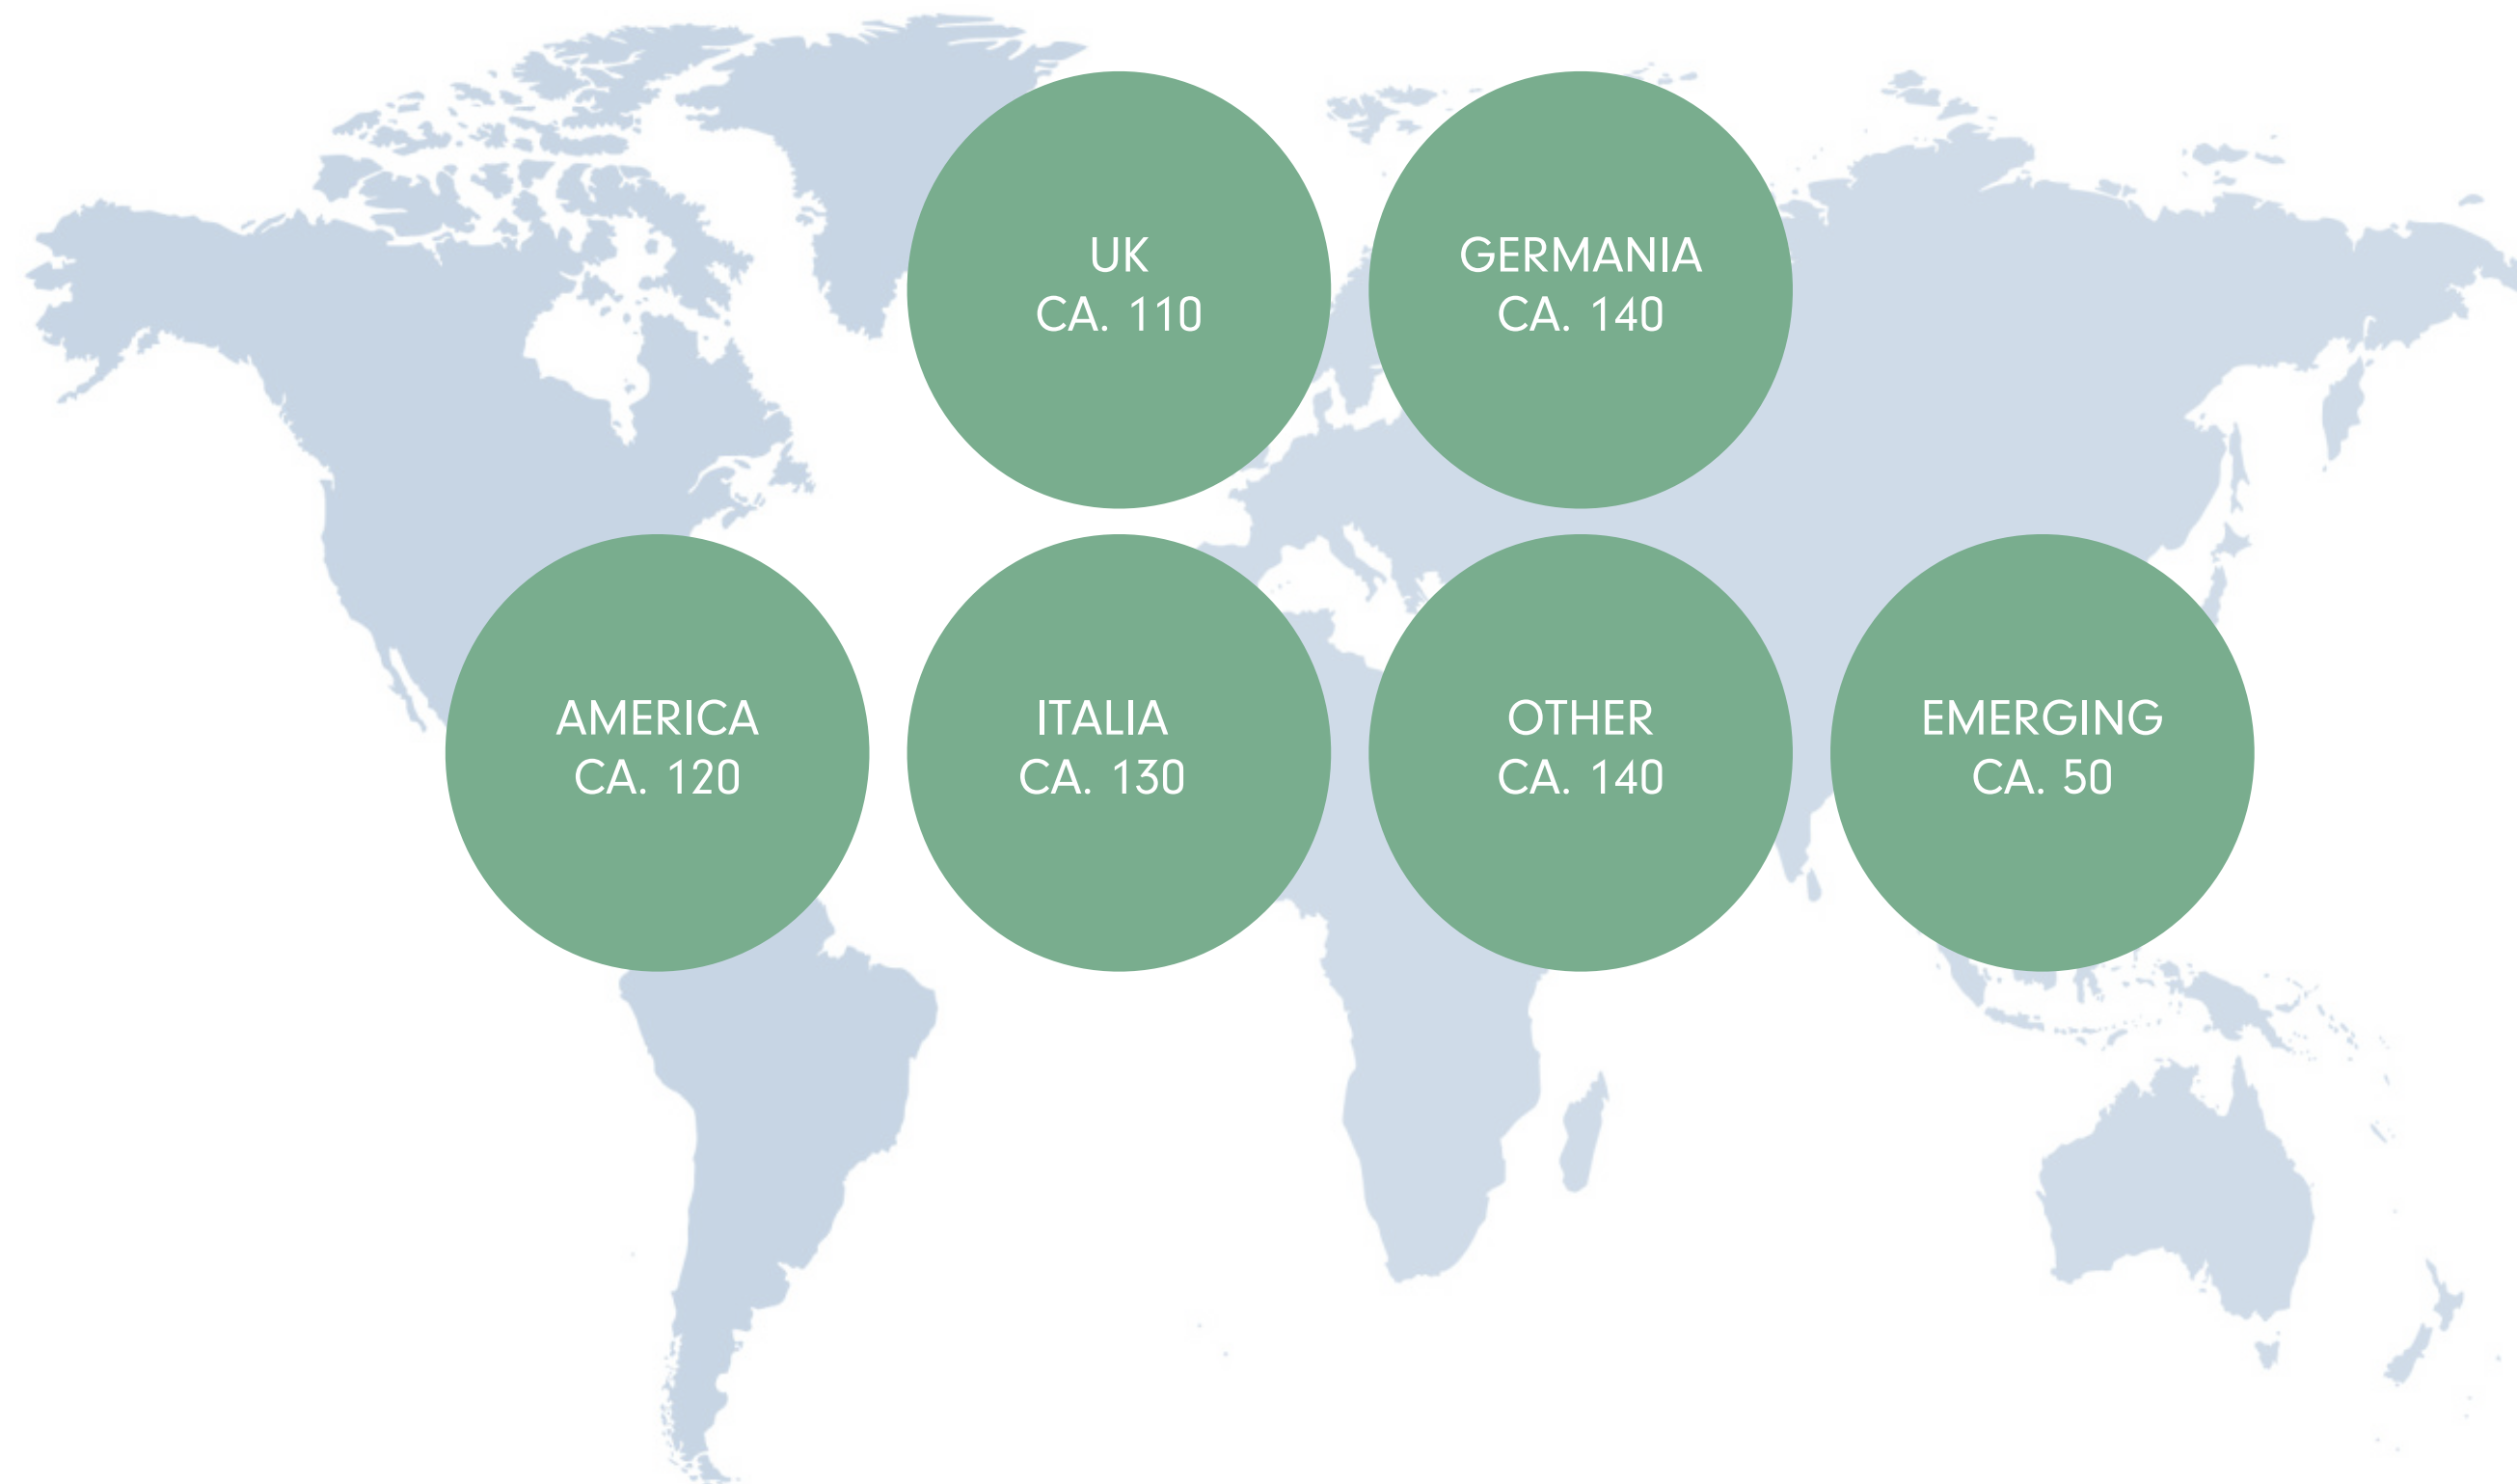 UK
CA. 110
GERMANIA
CA. 140
AMERICA
CA. 120
ITALIA
CA. 130
OTHER
CA. 140
EMERGING
CA. 50